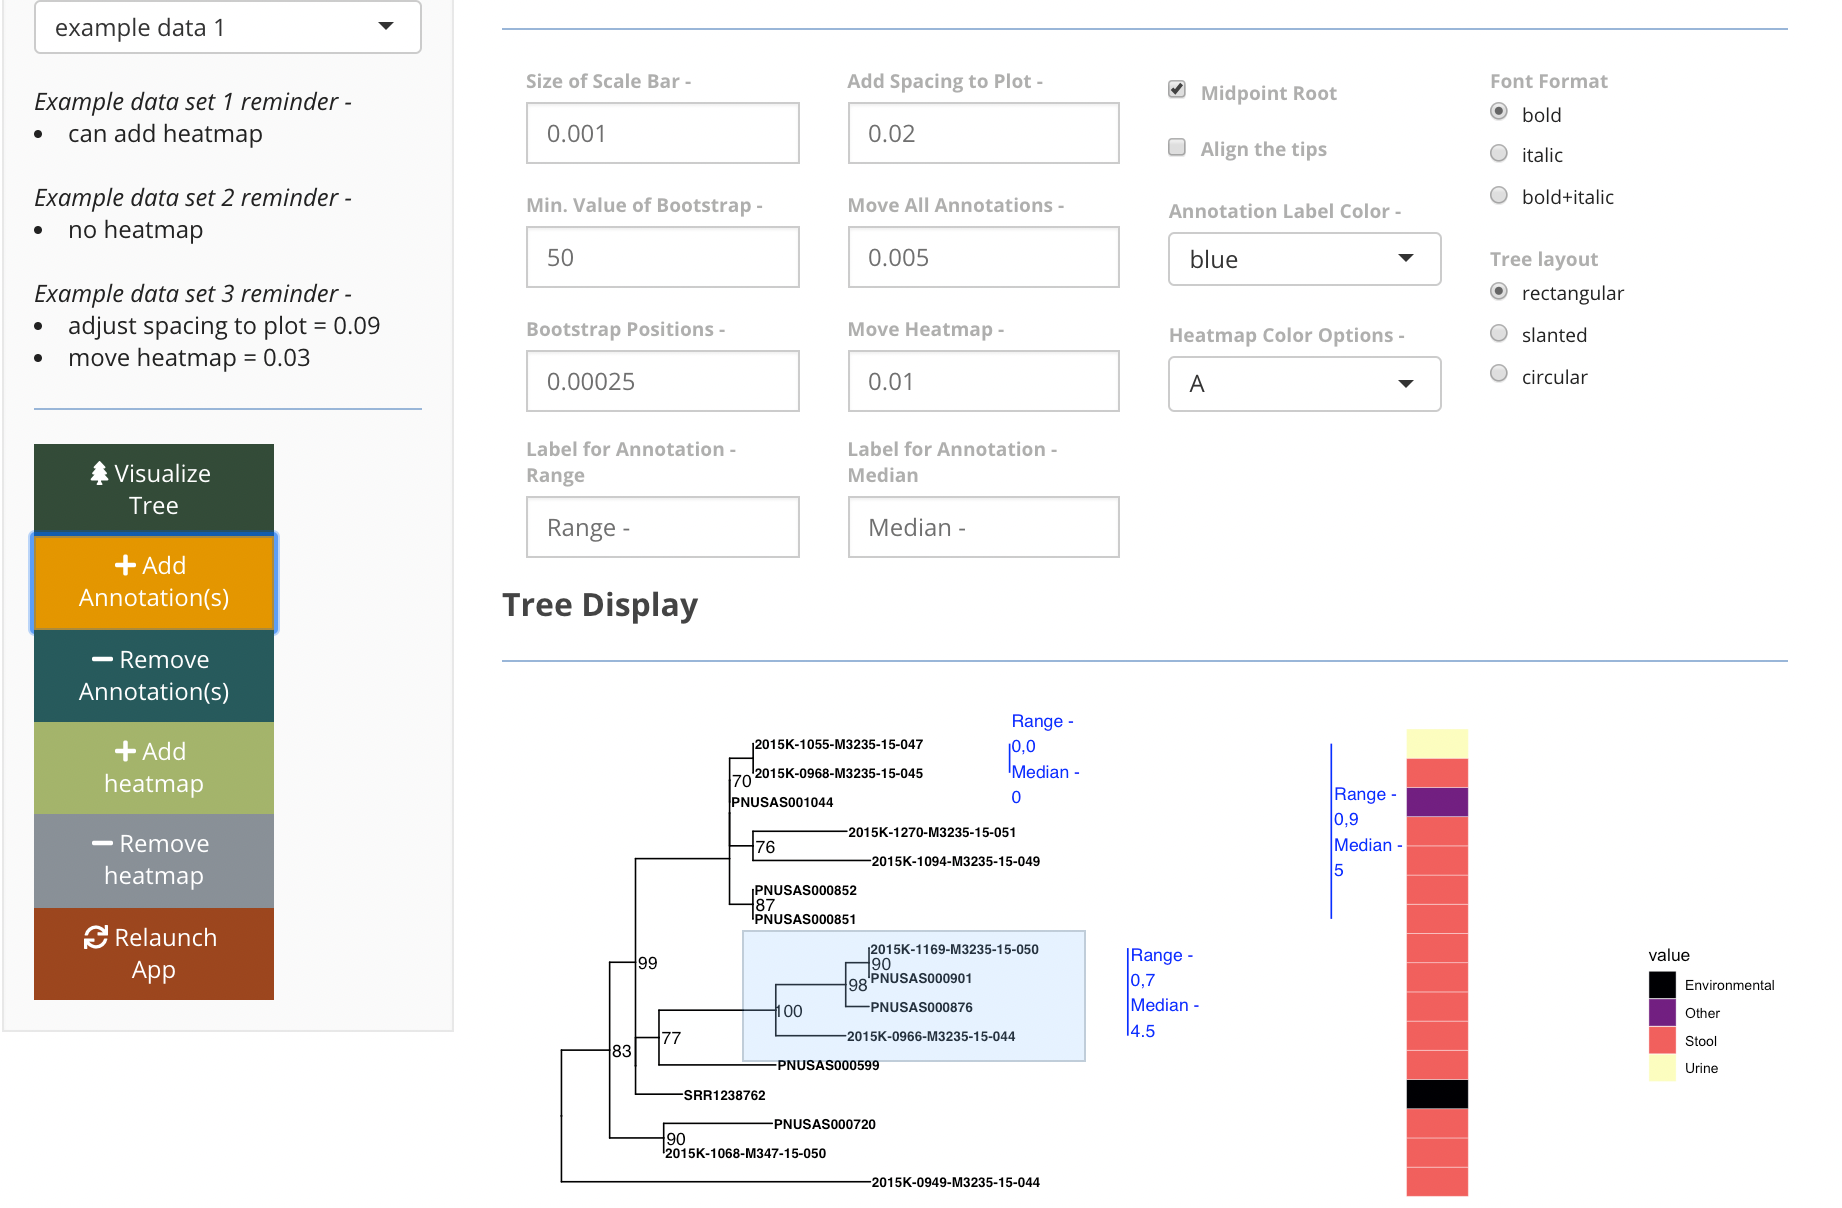 example data 1
Example data set 1 reminder -
• can add heatmap
Example data set 2 reminder -
• no heatmap
Example data set 3 reminder -
• adjust spacing to plot = 0.09
• move heatmap = 0.03
Visualize
Tree
Add
Annotation(s)
Remove
Annotation(s)
Add
heatmap
Remove
heatmap
Relaunch
App
Size of Scale Bar -
0.001
Add Spacing to Plot -
0.02
Midpoint Root
Align the tips
Font Format
bold
italic
bold+italic
Min. Value of Bootstrap -
50
Move All Annotations -
0.005
Annotation Label Color -
blue
Tree layout
rectangular
slanted
circular
Bootstrap Positions -
0.00025
Move Heatmap -
0.01
Heatmap Color Options -
A
Label for Annotation -
Range
Range -
Label for Annotation -
Median
Median -
Tree Display
2015K-1055-M3235-15-047
2015K-0968-M3235-15-045
70
PNUSAS001044
2015K-1270-M3235-15-051
76
2015K-1094-M3235-15-049
PNUSAS000852
87
PNUSAS000851
2015K-1169-M3235-15-050
90
99
PNUSAS000901
98
PNUSAS000876
100
2015K-0966-M3235-15-044
77
83
PNUSAS000599
SRR1238762
PNUSAS000720
90
2015K-1068-M347-15-050
2015K-0949-M3235-15-044
Range -
0,0
Median -
0
Range -
0,9
Median -
5
Range -
0,7
Median -
4.5
value
Environmental
Other
Stool
Urine